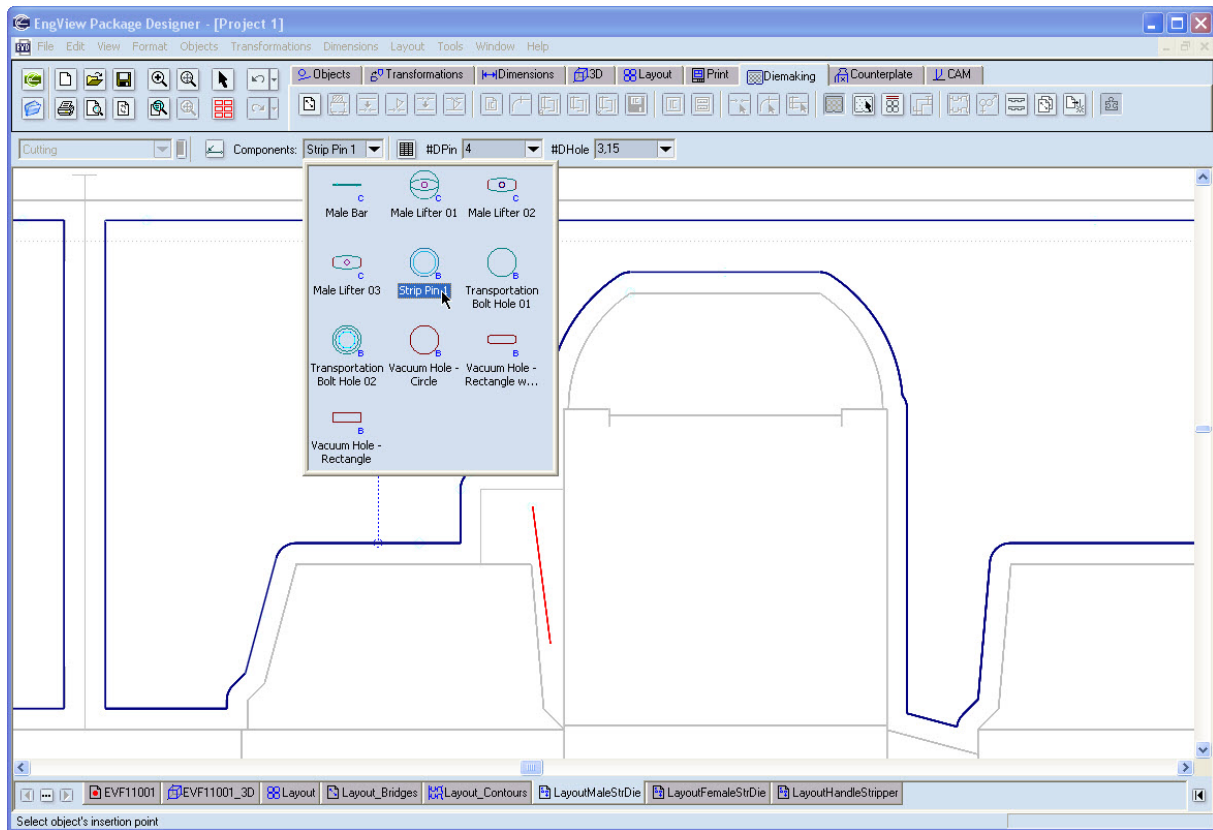 EngView Package Designer - [Project 1]
File Edit View Format Objects Transformations Dimensions Layout Tools Window Help
Objects Transformations Dimensions 3D Layout Print Diemaking Counterplate CAM
Cutting Components: Strip Pin 1 #DPin 4 #DHole 3,15
C C C
Male Bar Male Lifter 01 Male Lifter 02
C B B
Male Lifter 03 Strip Pin 1 Transportation
Bolt Hole 01
B B B
Transportation Vacuum Hole - Vacuum Hole -
Bolt Hole 02 Circle Rectangle w...
B
Vacuum Hole -
Rectangle
EVF11001 EVF11001_3D Layout Layout_Bridges Layout_Contours LayoutMaleStrDie LayoutFemaleStrDie LayoutHandleStripper
Select object's insertion point